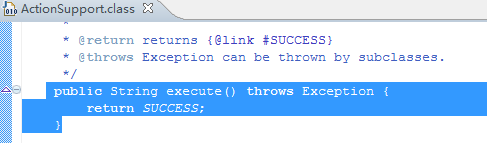 ActionSupport.class
*
* @return returns {@link #SUCCESS}
* @throws Exception can be thrown by subclasses.
*/
public String execute() throws Exception {
return SUCCESS;
}